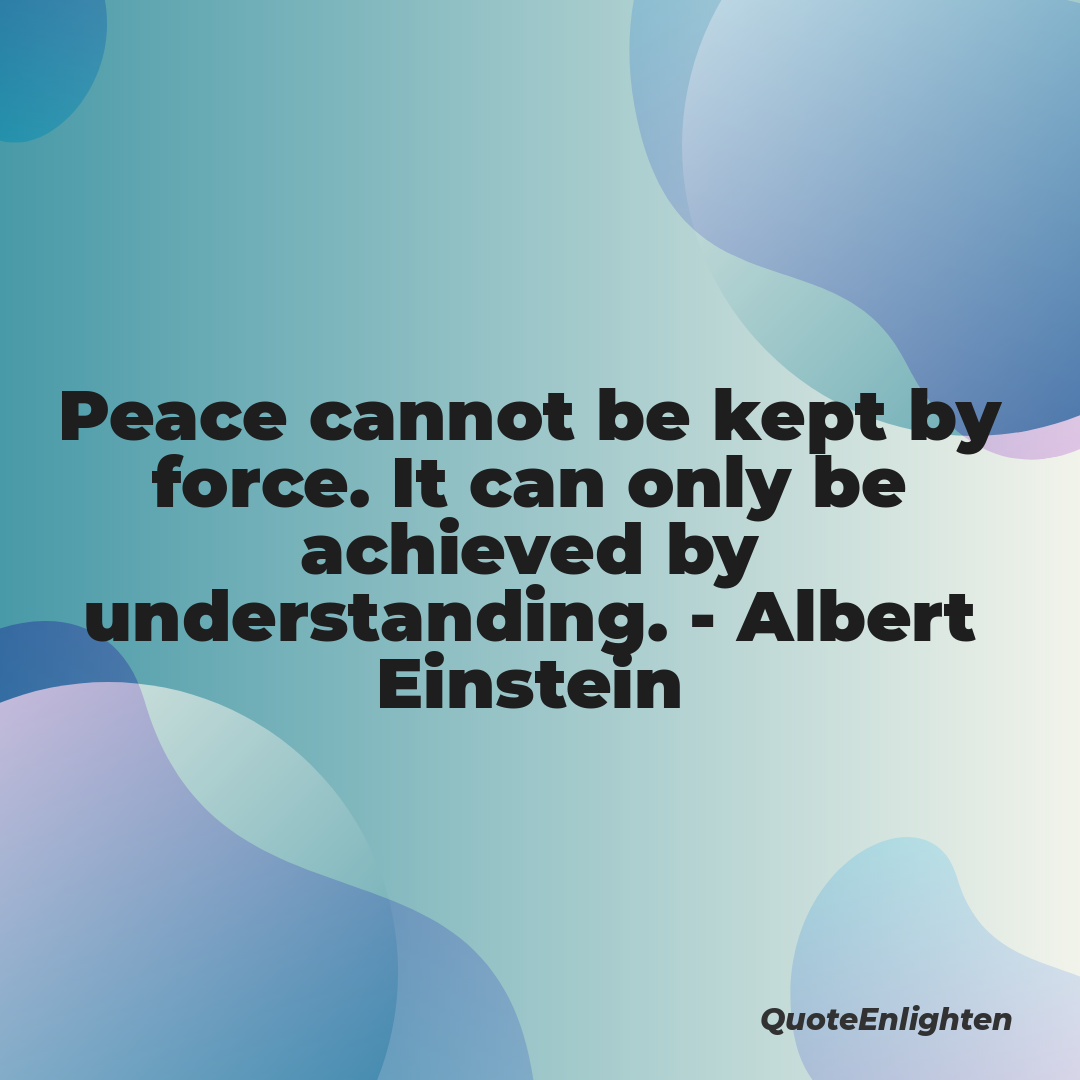 Peace cannot be kept by
force. It can only be
achieved by
understanding. - Albert
Einstein
QuoteEnlighten